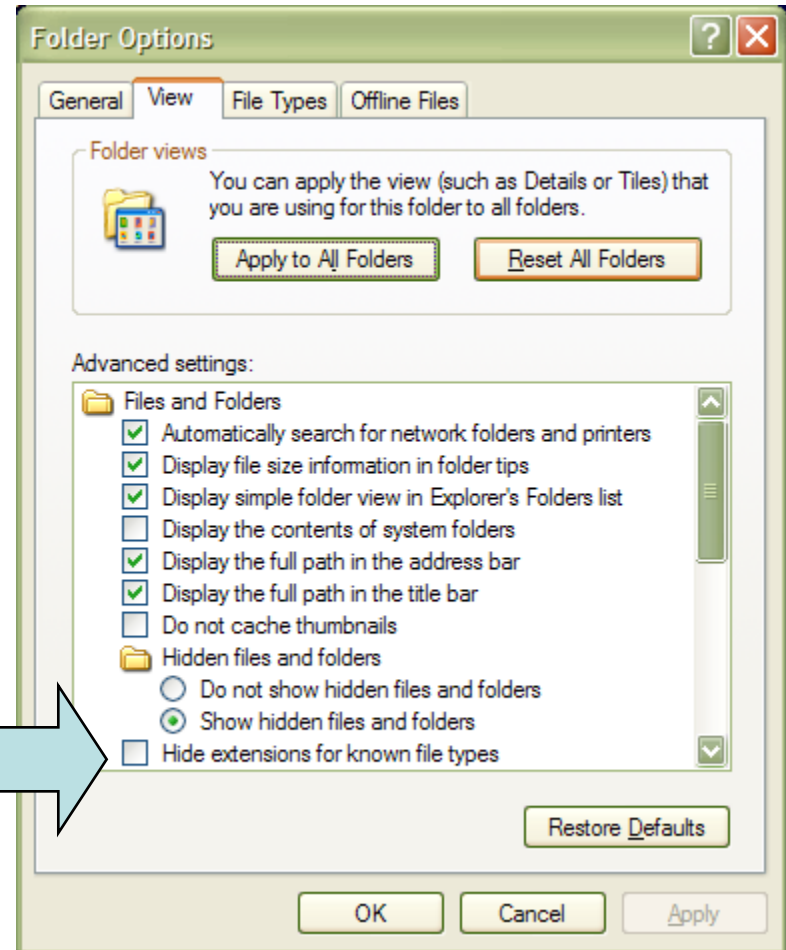 Folder Options
General View File Types Offline Files
Folder views
You can apply the view (such as Details or Tiles) that
you are using for this folder to all folders.
Apply to All Folders Reset All Folders
Advanced settings:
Files and Folders
Automatically search for network folders and printers
Display file size information in folder tips
Display simple folder view in Explorer's Folders list
Display the contents of system folders
Display the full path in the address bar
Display the full path in the title bar
Do not cache thumbnails
Hidden files and folders
Do not show hidden files and folders
Show hidden files and folders
Hide extensions for known file types
Restore Defaults
OK Cancel Apply